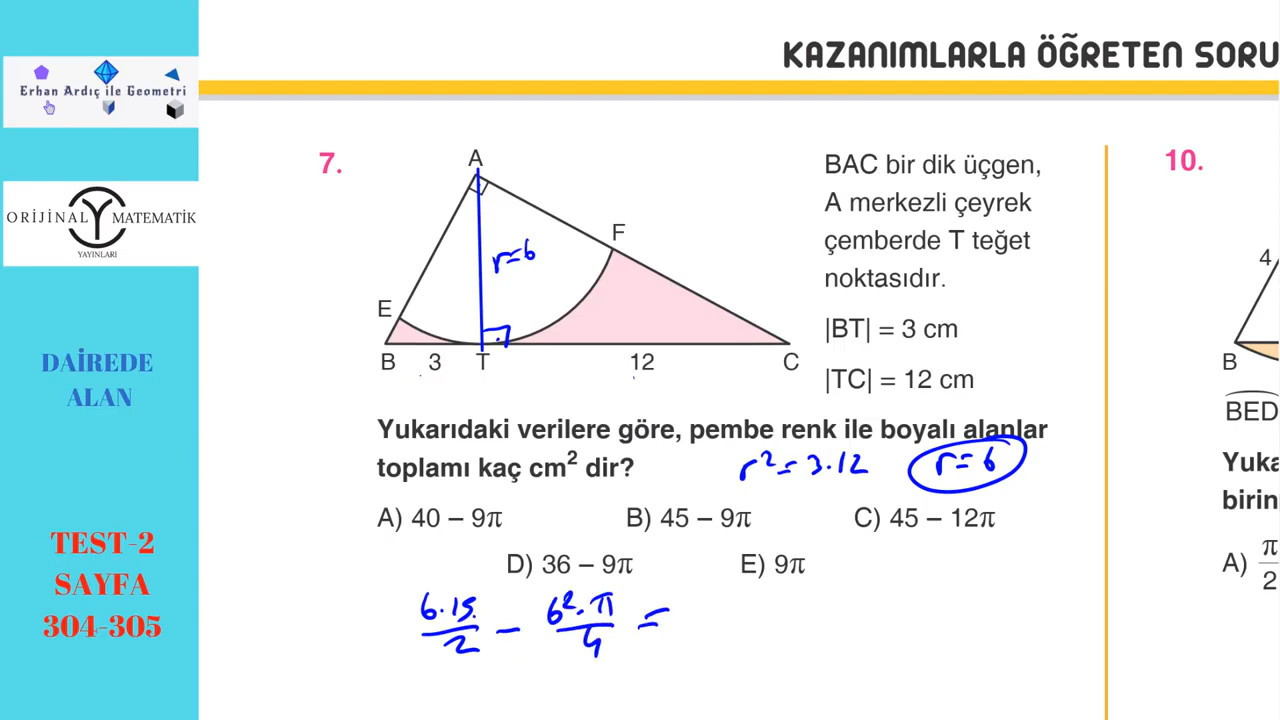 KAZANIMLARLA ÖĞRETEN SORU
Erhan Ardıç ile Geometri
ORİJİNAL MATEMATİK
YAYINLARI
DAİREDE
ALAN
TEST-2
SAYFA
304-305
7.
A
F
E
B 3 T 12 C
r=6
BAC bir dik üçgen,
A merkezli çeyrek
çemberde T teğet
noktasıdır.
|BT| = 3 cm
|TC| = 12 cm
Yukarıdaki verilere göre, pembe renk ile boyalı alanlar
toplamı kaç cm² dir?
r² = 3.12 r=6
A) 40 – 9π B) 45 – 9π C) 45 – 12π
D) 36 – 9π E) 9π
6.15/2 – 6².π/4 =
10.
4
B
BED
Yuka
birin
A) π/2